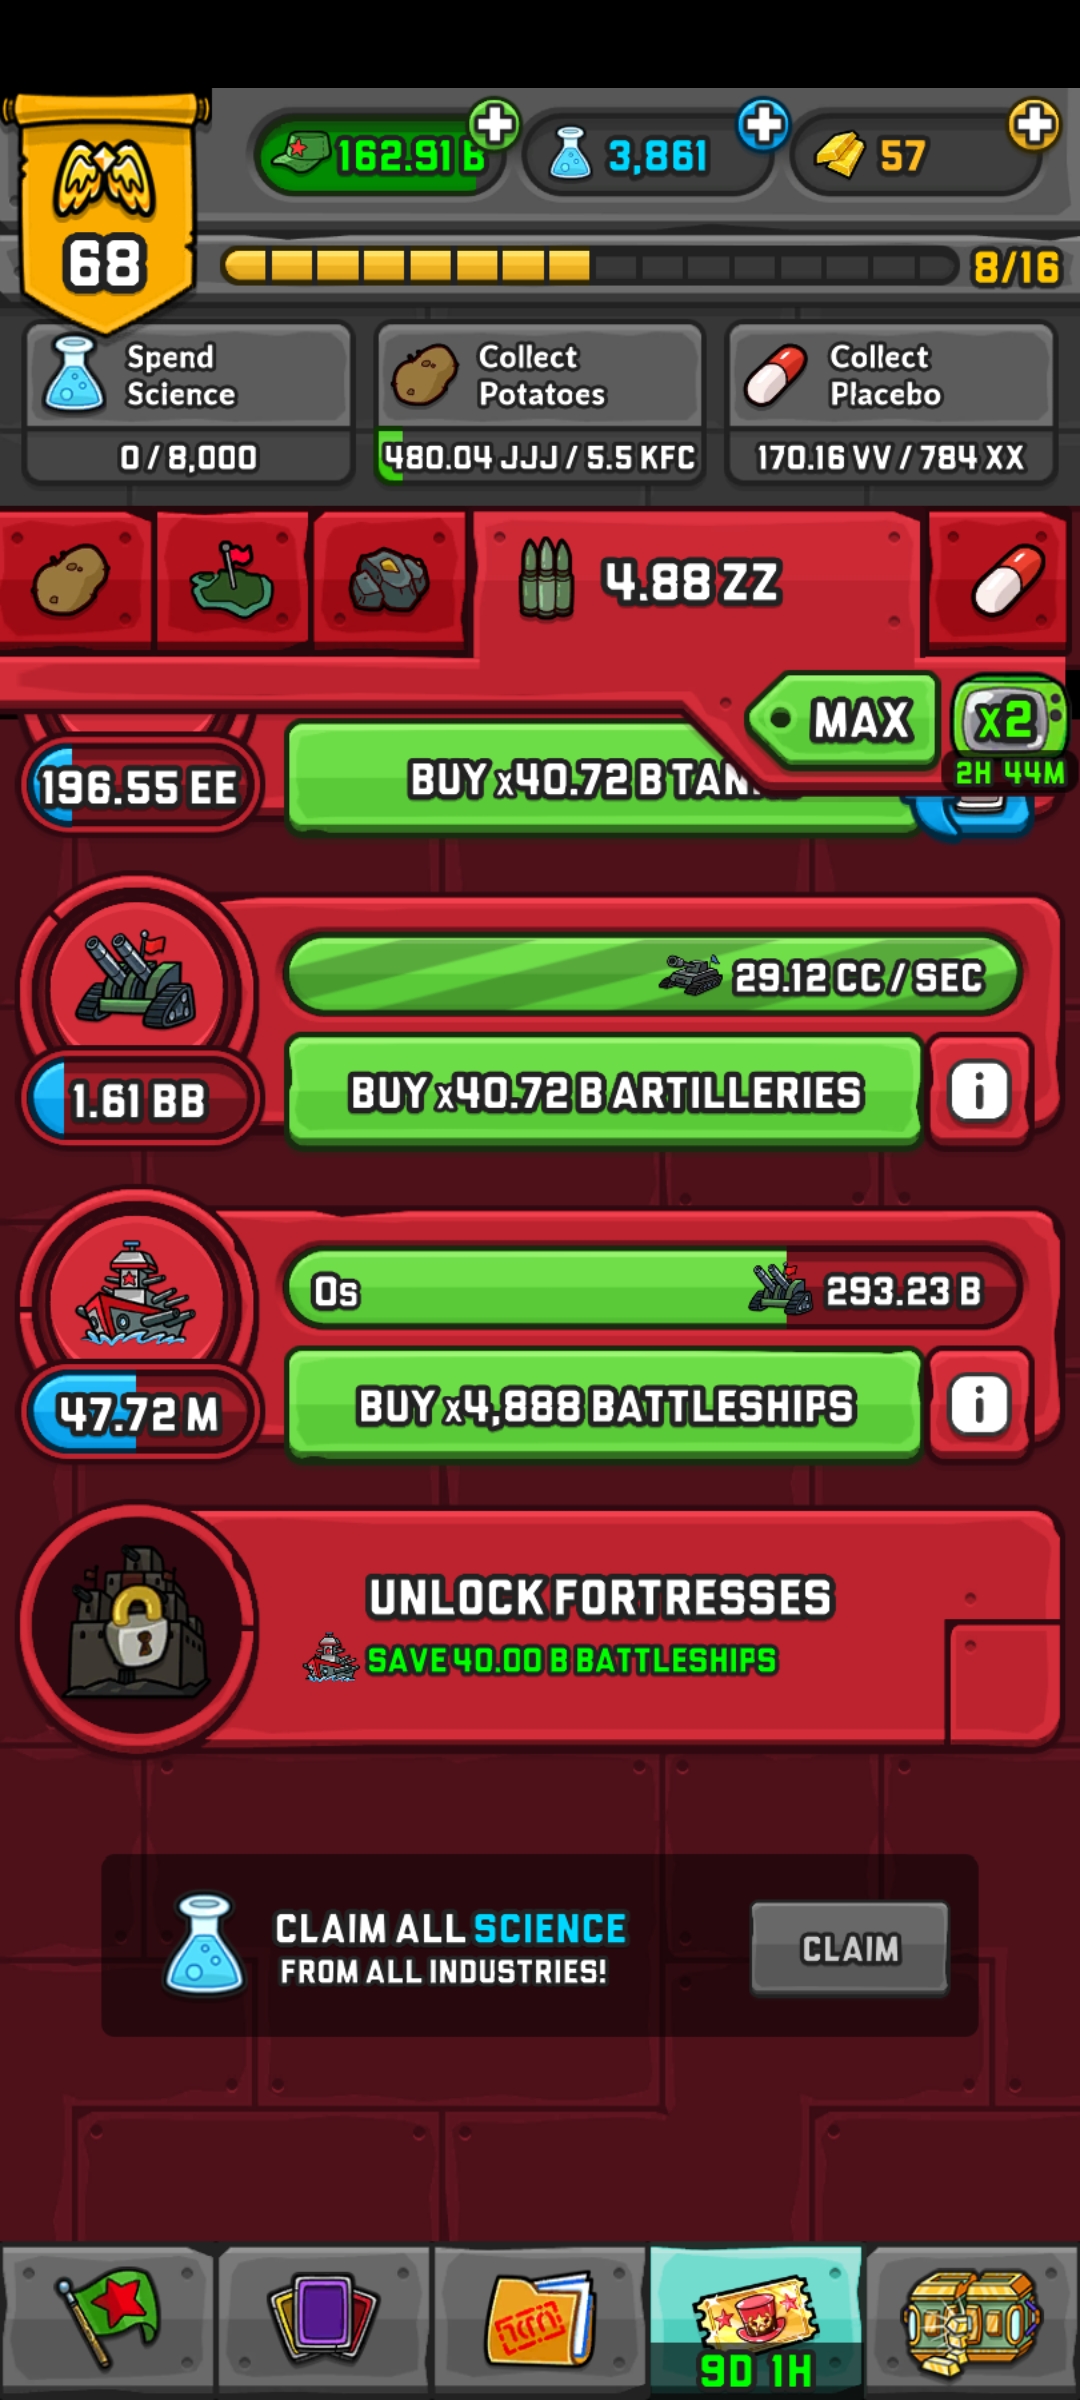 162.91 B
3,861
57
68
8/16
Spend
Science
0 / 8,000
Collect
Potatoes
480.04 JJJ / 5.5 KFC
Collect
Placebo
170.16 VV / 784 XX
4.88 ZZ
MAX
x2
2H 44M
196.55 EE
BUY x40.72 B
29.12 CC / SEC
1.61 BB
BUY x40.72 B ARTILLERIES
0s
293.23 B
47.72 M
BUY x4,888 BATTLESHIPS
UNLOCK FORTRESSES
SAVE 40.00 B BATTLESHIPS
CLAIM ALL SCIENCE
FROM ALL INDUSTRIES!
CLAIM
9D 1H